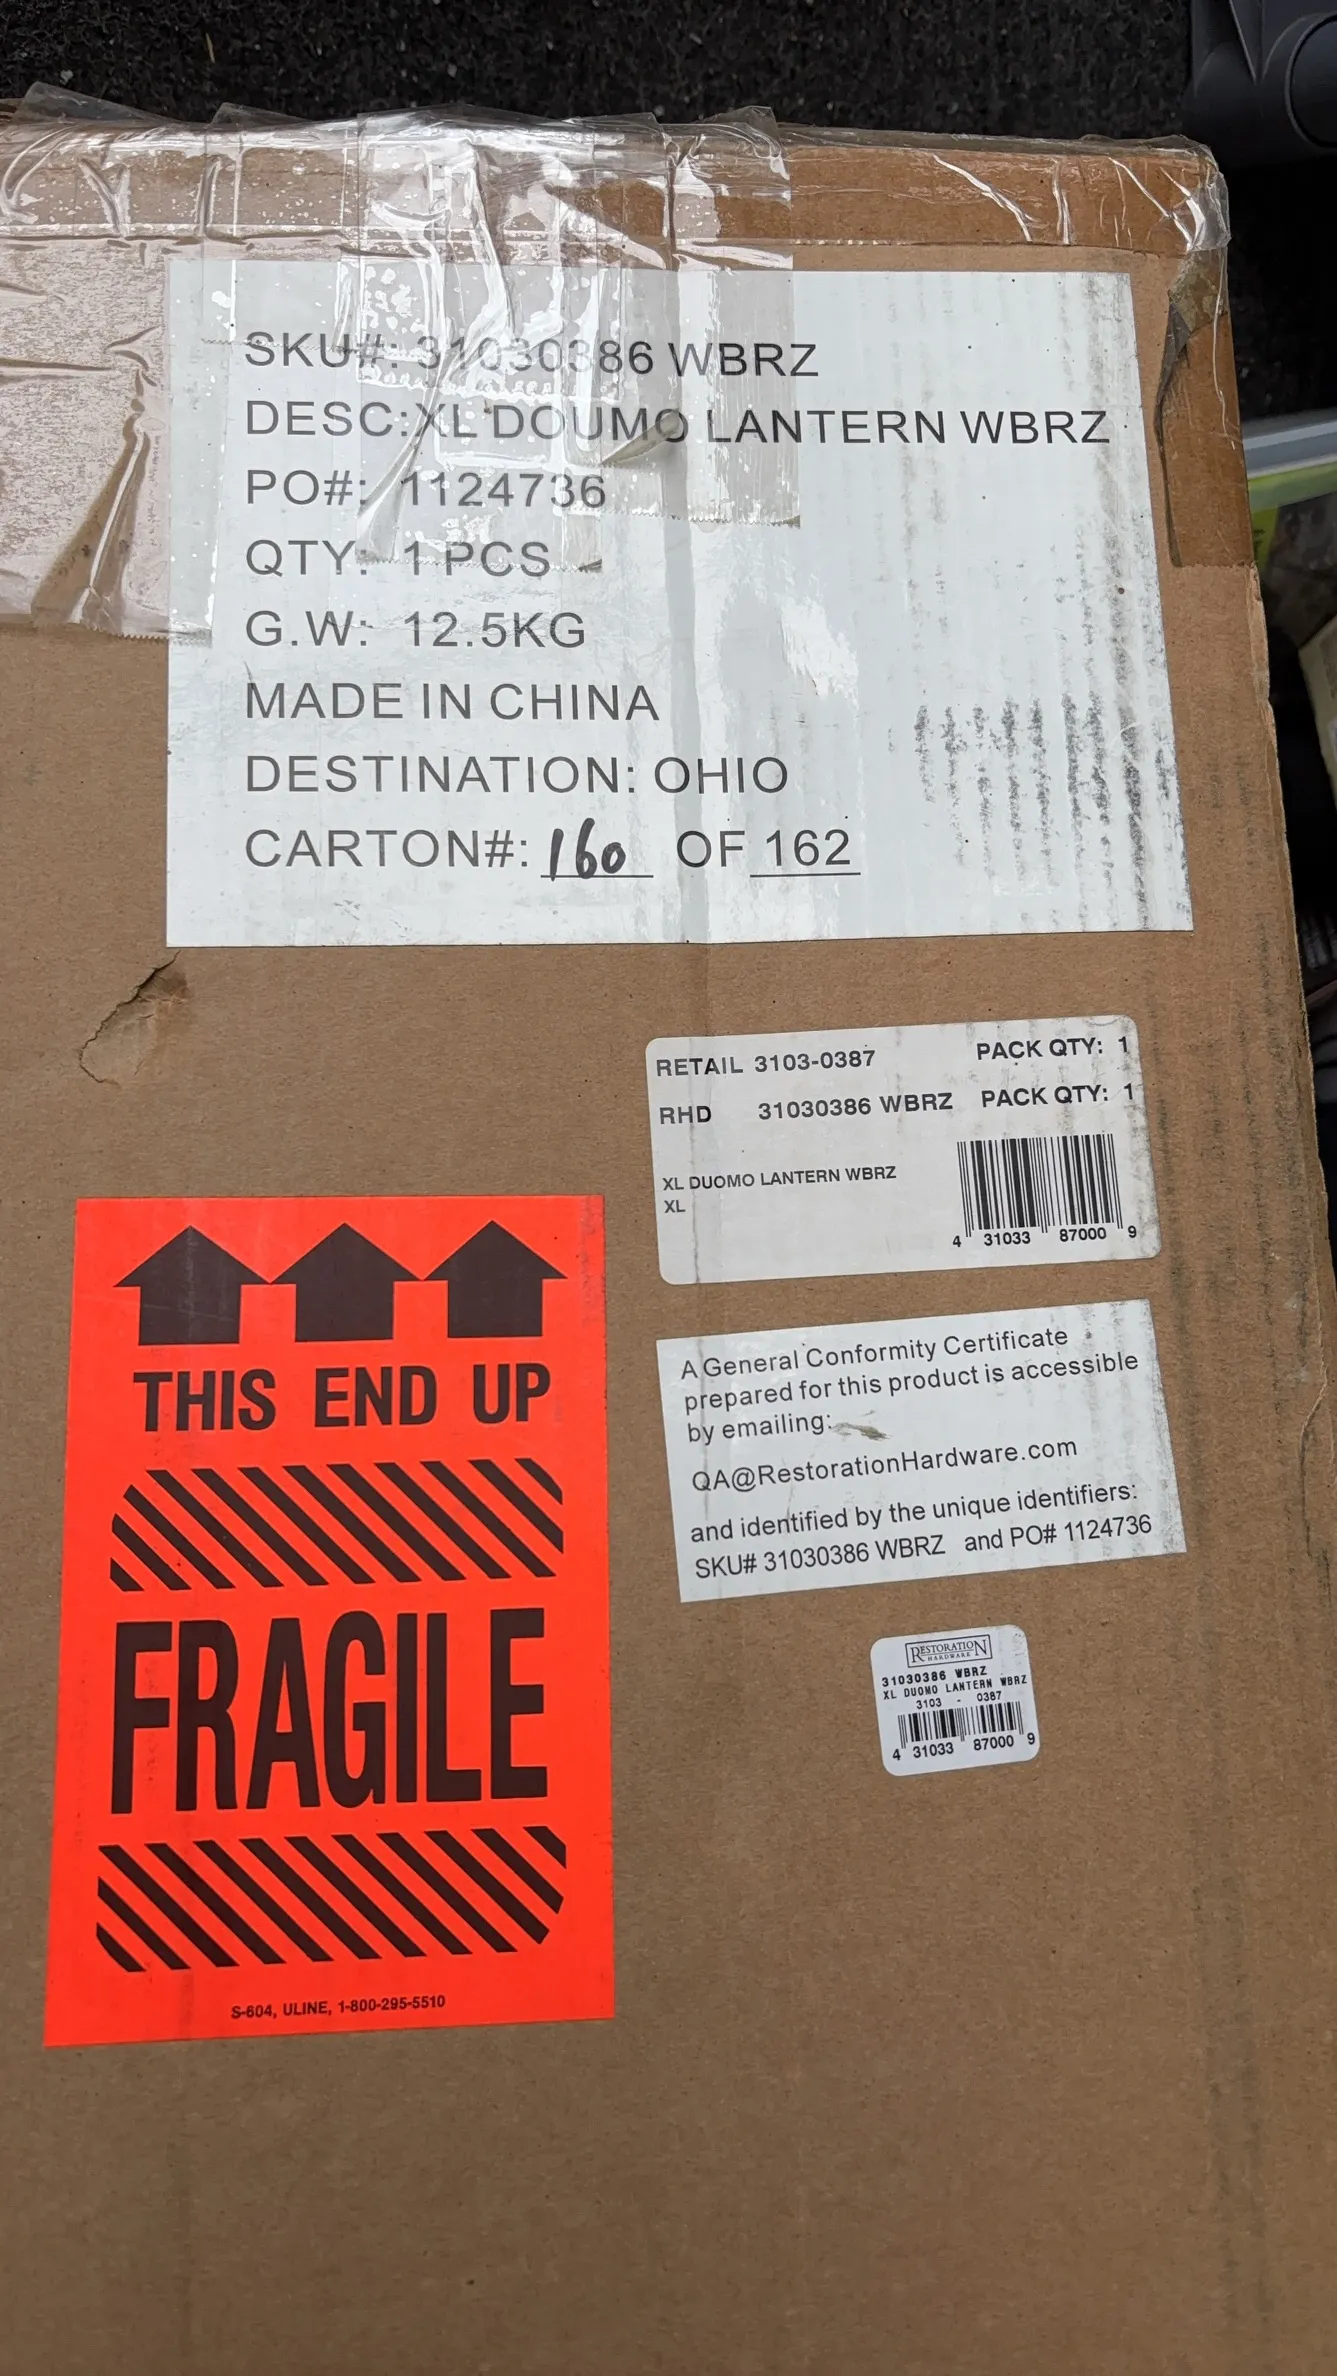 SKU#: 31030386 WBRZ
DESC:XL DOUMO LANTERN WBRZ
PO#: 1124736
QTY: 1 PCS
G.W: 12.5KG
MADE IN CHINA
DESTINATION: OHIO
CARTON#: 160 OF 162
RETAIL 3103-0387 PACK QTY: 1
RHD 31030386 WBRZ PACK QTY: 1
XL DUOMO LANTERN WBRZ
XL
4 31033 87000 9
THIS END UP
FRAGILE
S-604, ULINE, 1-800-295-5510
A General Conformity Certificate
prepared for this product is accessible
by emailing:
QA@RestorationHardware.com
and identified by the unique identifiers:
SKU# 31030386 WBRZ and PO# 1124736
RESTORATION
HARDWARE
31030386 WBRZ
XL DUOMO LANTERN WBRZ
3103 - 0387
4 31033 87000 9